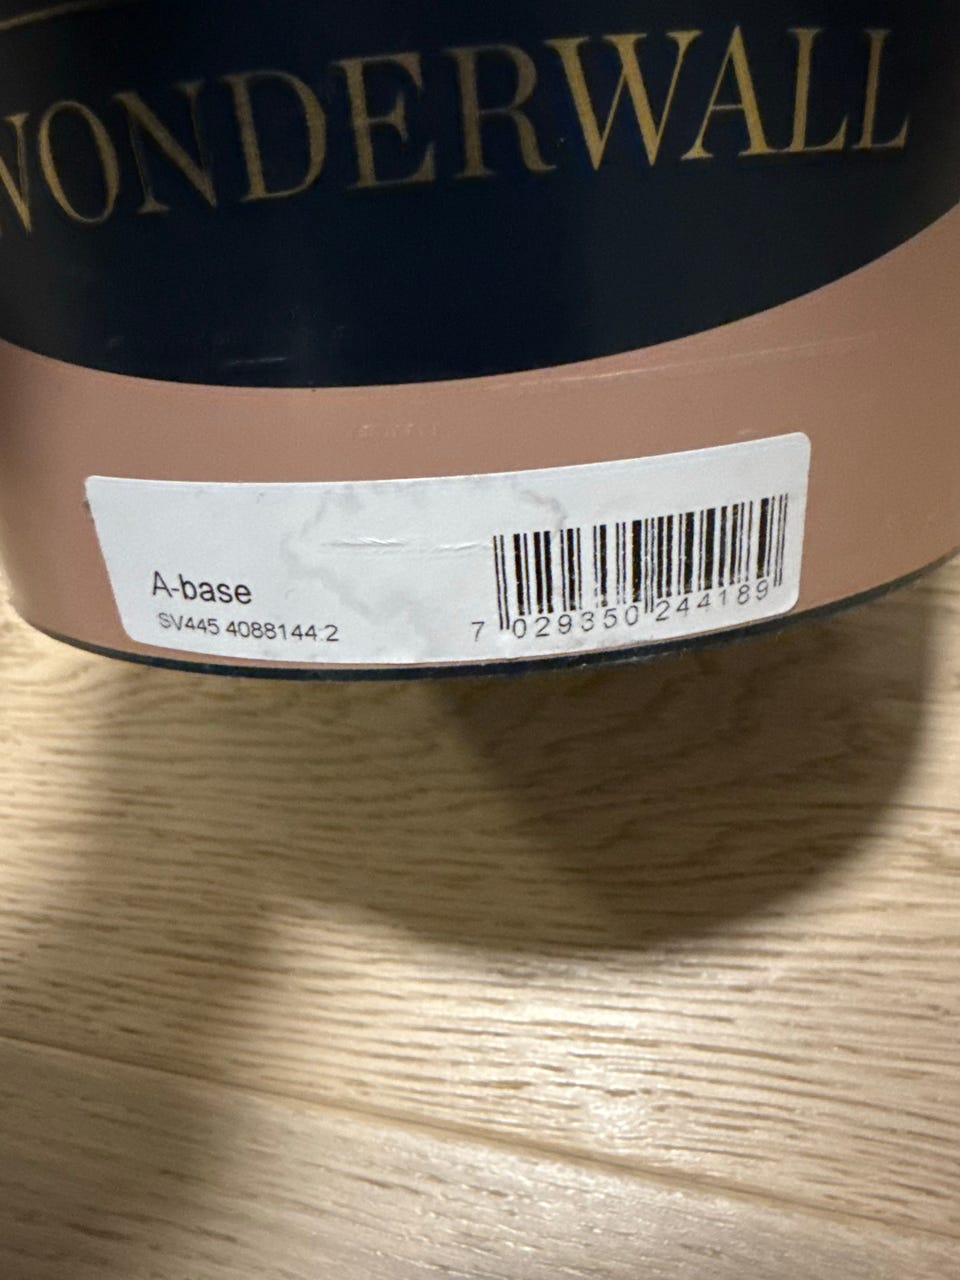 WONDERWALL
A-base
SV445 4088144.2
7 029350 244189